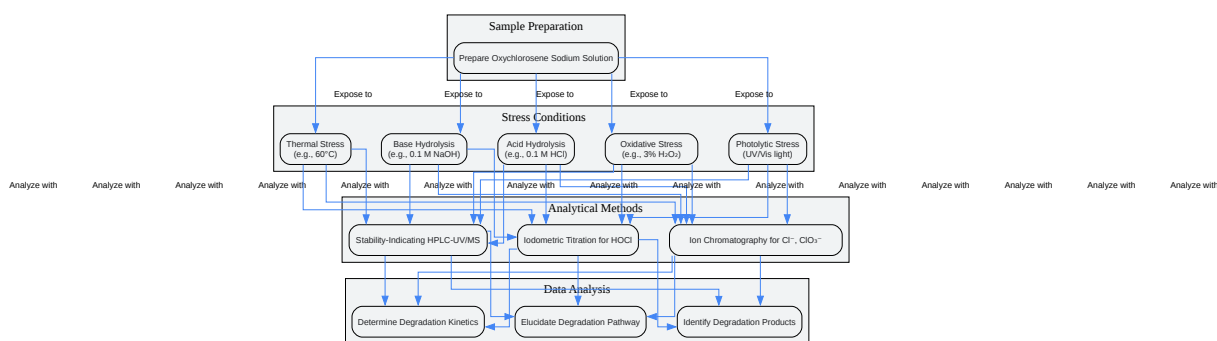 Sample Preparation
Prepare Oxychlorosene Sodium Solution
Expose to Expose to Expose to Expose to Expose to
Stress Conditions
Thermal Stress
(e.g., 60°C)
Base Hydrolysis
(e.g., 0.1 M NaOH)
Acid Hydrolysis
(e.g., 0.1 M HCl)
Oxidative Stress
(e.g., 3% H₂O₂)
Photolytic Stress
(UV/Vis light)
Analyze with Analyze with Analyze with Analyze with Analyze with Analyze with Analyze with Analyze with Analyze with Analyze with Analyze with Analyze with Analyze with Analyze with Analyze with
Analytical Methods
Stability-Indicating HPLC-UV/MS
Iodometric Titration for HOCl
Ion Chromatography for Cl⁻, ClO₃⁻
Data Analysis
Determine Degradation Kinetics
Elucidate Degradation Pathway
Identify Degradation Products